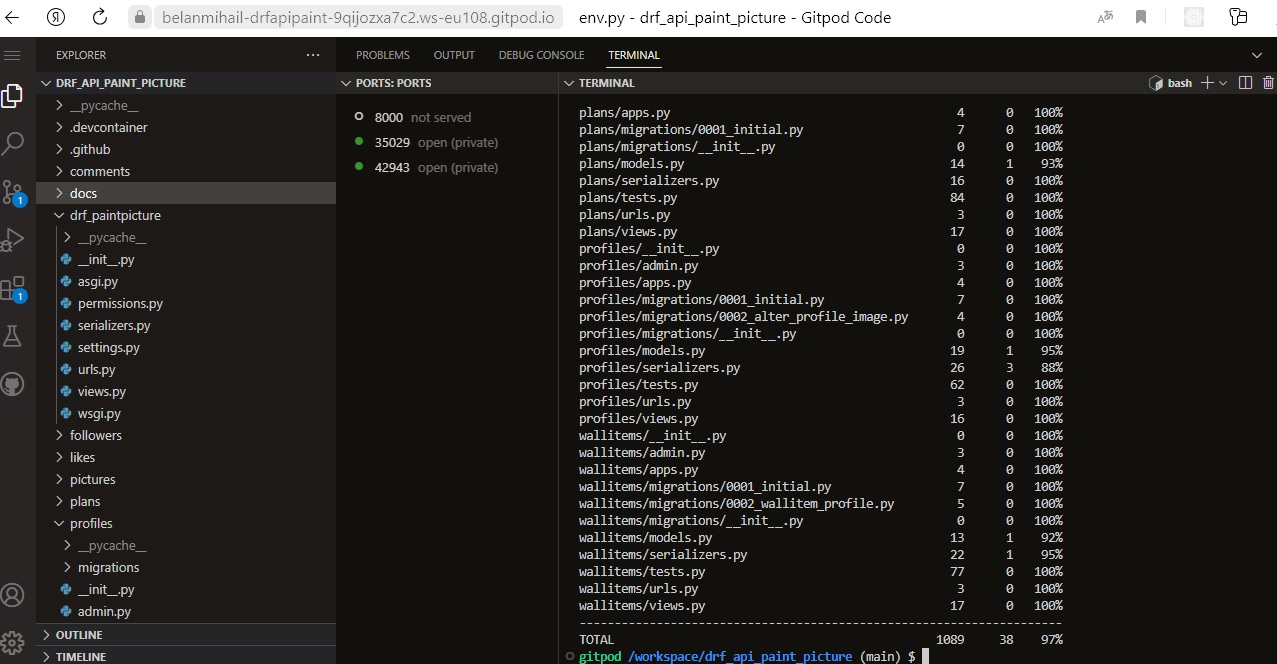 belanmihail-drfapipaint-9qijozxa7c2.ws-eu108.gitpod.io env.py - drf_api_paint_picture - Gitpod Code
EXPLORER
DRF_API_PAINT_PICTURE
__pycache__
.devcontainer
.github
comments
docs
drf_paintpicture
__pycache__
__init__.py
asgi.py
permissions.py
serializers.py
settings.py
urls.py
views.py
wsgi.py
followers
likes
pictures
plans
profiles
__pycache__
migrations
__init__.py
admin.py
OUTLINE
TIMELINE
1
1
PROBLEMS OUTPUT DEBUG CONSOLE TERMINAL
PORTS: PORTS
8000 not served
35029 open (private)
42943 open (private)
TERMINAL
bash
plans/apps.py 4 0 100%
plans/migrations/0001_initial.py 7 0 100%
plans/migrations/__init__.py 0 0 100%
plans/models.py 14 1 93%
plans/serializers.py 16 0 100%
plans/tests.py 84 0 100%
plans/urls.py 3 0 100%
plans/views.py 17 0 100%
profiles/__init__.py 0 0 100%
profiles/admin.py 3 0 100%
profiles/apps.py 4 0 100%
profiles/migrations/0001_initial.py 7 0 100%
profiles/migrations/0002_alter_profile_image.py 4 0 100%
profiles/migrations/__init__.py 0 0 100%
profiles/models.py 19 1 95%
profiles/serializers.py 26 3 88%
profiles/tests.py 62 0 100%
profiles/urls.py 3 0 100%
profiles/views.py 16 0 100%
wallitems/__init__.py 0 0 100%
wallitems/admin.py 3 0 100%
wallitems/apps.py 4 0 100%
wallitems/migrations/0001_initial.py 7 0 100%
wallitems/migrations/0002_wallitem_profile.py 5 0 100%
wallitems/migrations/__init__.py 0 0 100%
wallitems/models.py 13 1 92%
wallitems/serializers.py 22 1 95%
wallitems/tests.py 77 0 100%
wallitems/urls.py 3 0 100%
wallitems/views.py 17 0 100%
-------------------------------------------------------------------
TOTAL 1089 38 97%
gitpod /workspace/drf_api_paint_picture (main) $